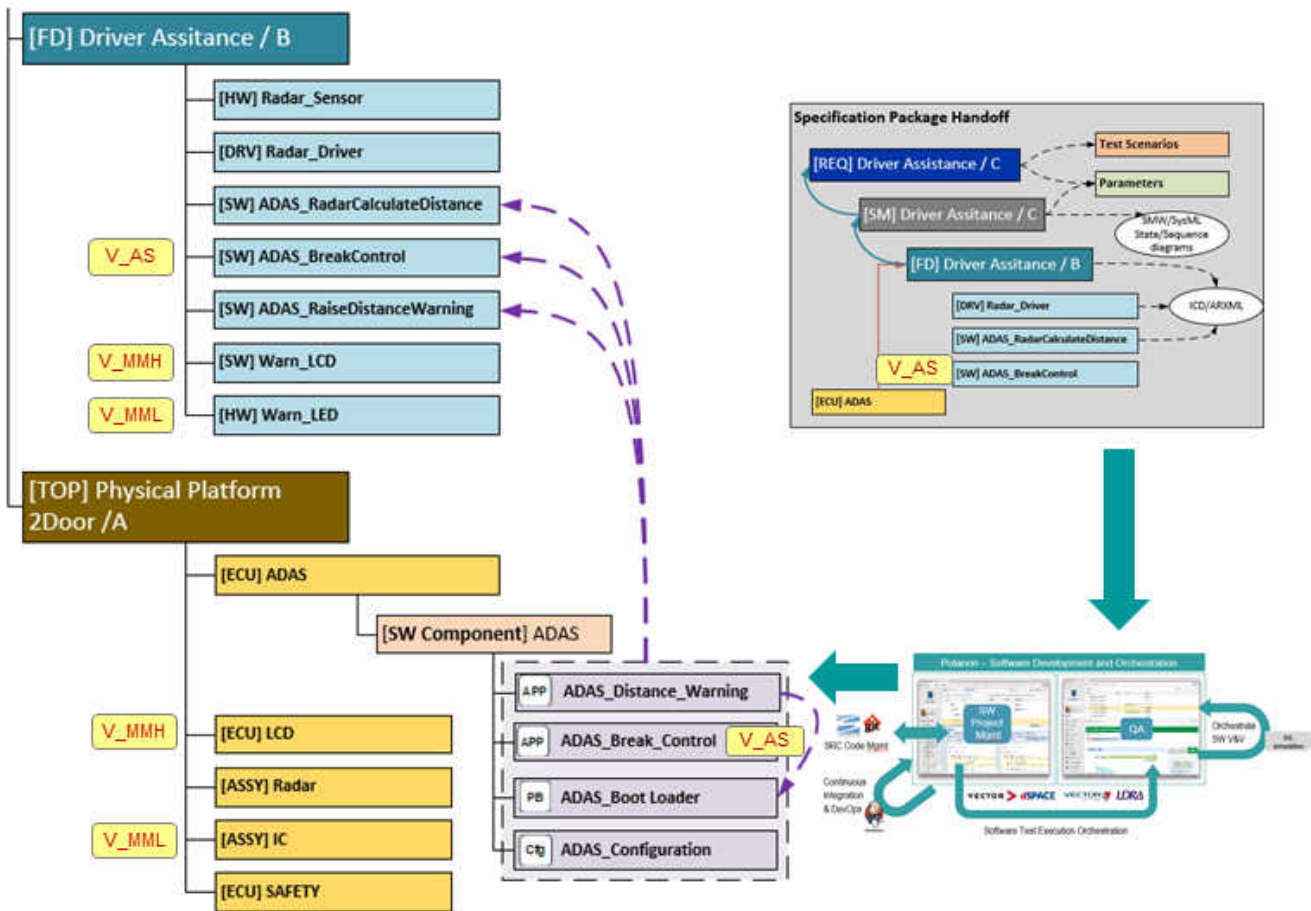 [FD] Driver Assitance / B
[HW] Radar_Sensor
[DRV] Radar_Driver
[SW] ADAS_RadarCalculateDistance
V_AS
[SW] ADAS_BreakControl
[SW] ADAS_RaiseDistanceWarning
V_MMH
[SW] Warn_LCD
V_MML
[HW] Warn_LED
[TOP] Physical Platform
2Door /A
[ECU] ADAS
[SW Component] ADAS
APP
ADAS_Distance_Warning
APP
ADAS_Break_Control
V_AS
PB
ADAS_Boot Loader
Cfg
ADAS_Configuration
V_MMH
[ECU] LCD
[ASSY] Radar
V_MML
[ASSY] IC
[ECU] SAFETY
Specification Package Handoff
[REQ] Driver Assistance / C
Test Scenarios
Parameters
[SM] Driver Assitance / C
SMW/SysML
State/Sequence
diagrams
[FD] Driver Assitance / B
[DRV] Radar_Driver
ICD/ARXML
[SW] ADAS_RadarCalculateDistance
V_AS
[SW] ADAS_BreakControl
[ECU] ADAS
Polarion – Software Development and Orchestration
SW
Project
Mgmt
QA
git
SRC Code Mgmt
Orchestrate
SW V&V
Continuous
Integration
& DevOps
VECTOR
dSPACE
VECTOR
LDRA
Software Test Execution Orchestration